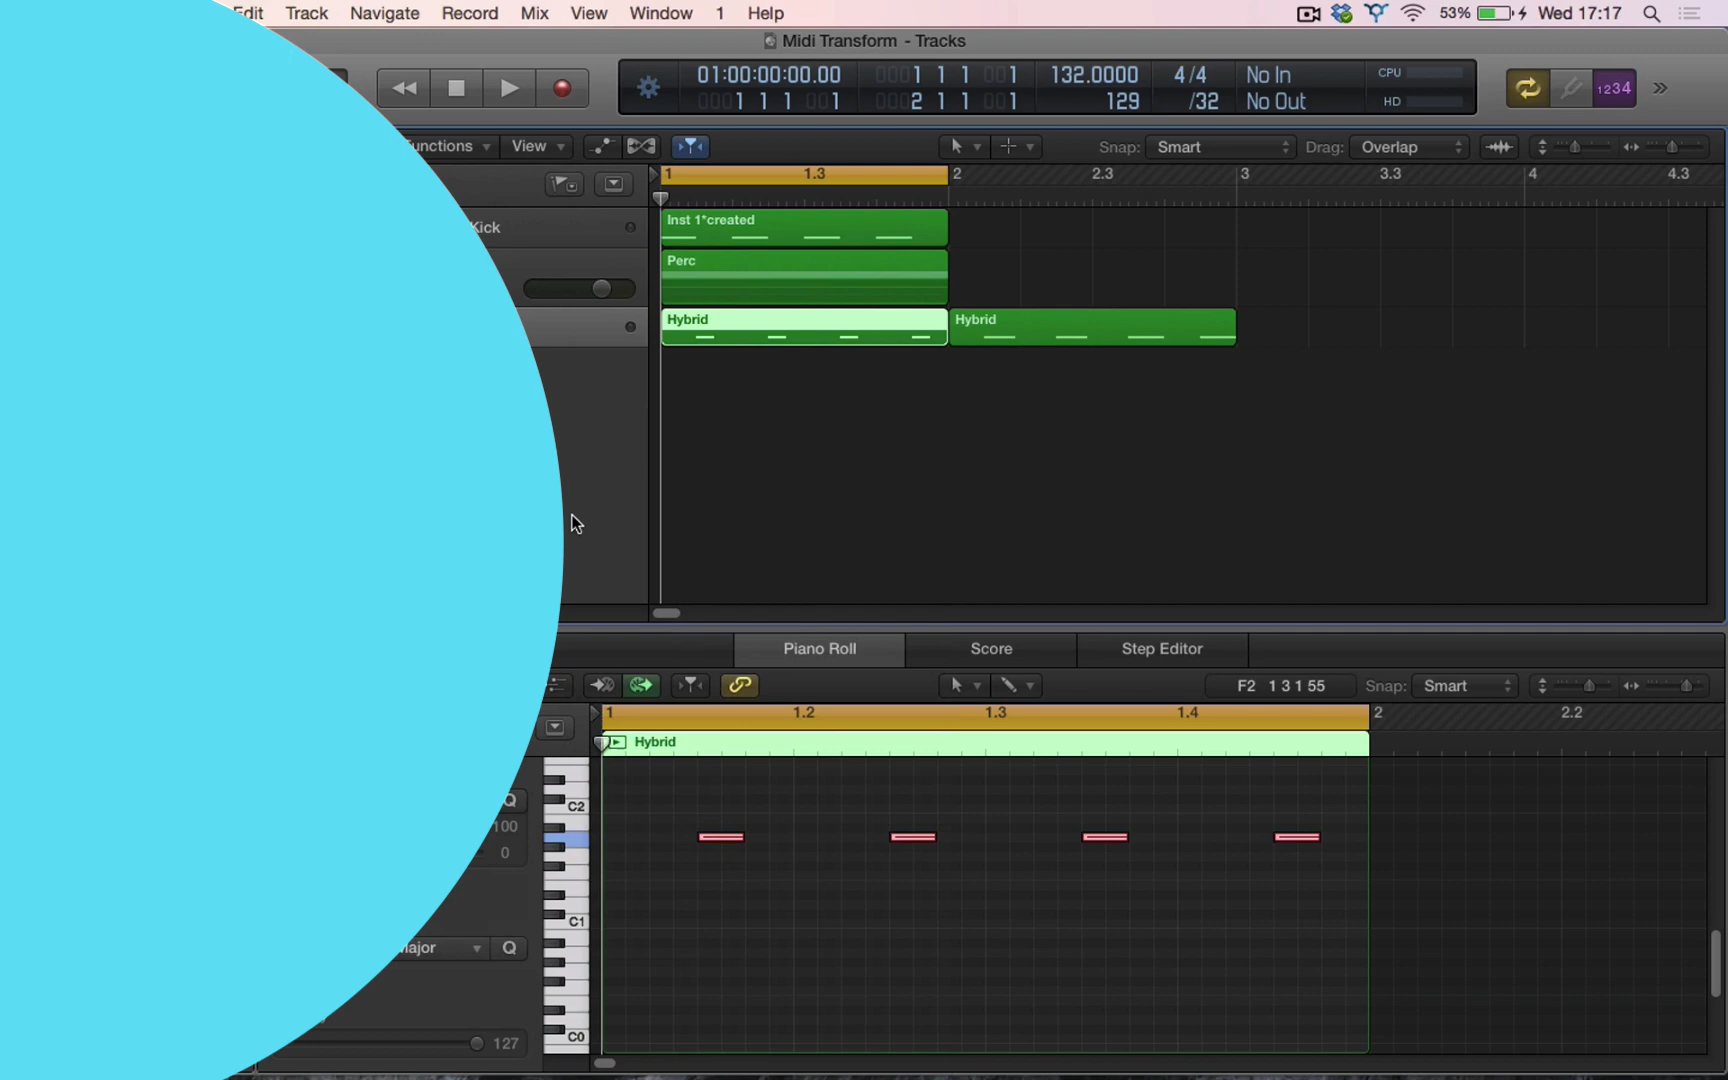 Edit Track Navigate Record Mix View Window 1 Help 53% Wed 17:17
Midi Transform - Tracks
01:00:00:00.00 0001 1 1 001 132.0000 4/4 No In CPU
0001 1 1 001 0002 1 1 001 129 /32 No Out HD
1234
Functions View Snap: Smart Drag: Overlap
1 1.3 2 2.3 3 3.3 4 4.3
Kick
Inst 1*created
Perc
Hybrid Hybrid
Piano Roll Score Step Editor
F2 1 3 1 55 Snap: Smart
1 1.2 1.3 1.4 2 2.2
Hybrid
Q
C2
100
0
C1
Major Q
C0
127